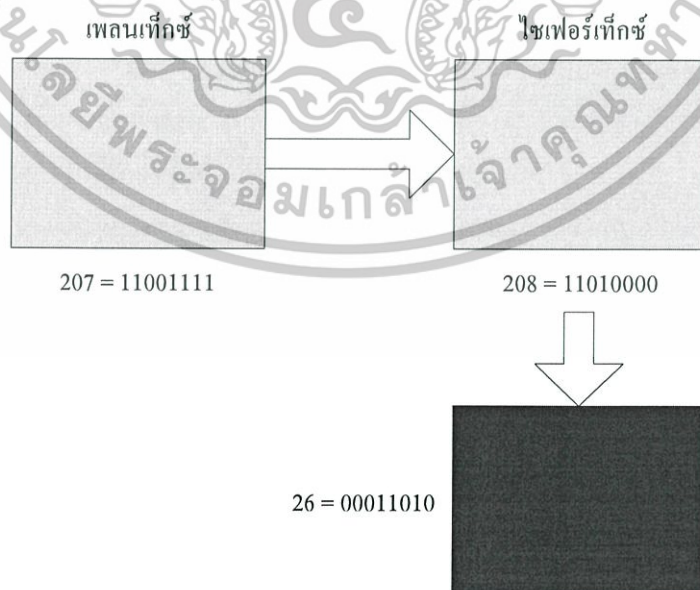 เพลนเท็กซ์
ไซเฟอร์เท็กซ์
207 = 11001111
208 = 11010000
26 = 00011010